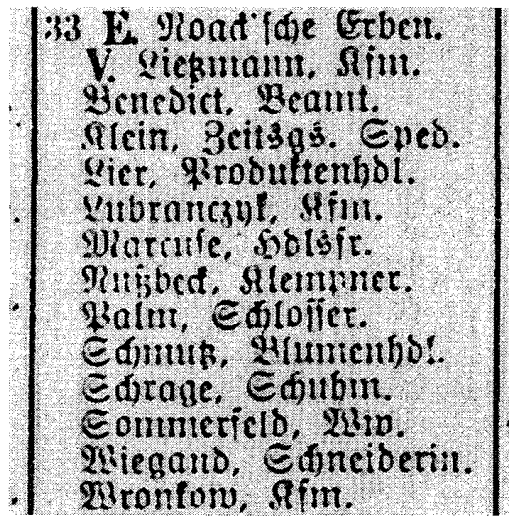 33 E. Noack'sche Erben.
V. Lietzmann, Kfm.
Benedict, Beamt.
Klein, Zeitsgs. Sped.
Lier, Produktenhdl.
Lubranczyk, Kfm.
Marcuse, Hdlsfr.
Nußbeck, Klempner.
Palm, Schlosser.
Schmutz, Blumenhdl.
Schrage, Schuhm.
Sommerfeld, Ww.
Wiegand, Schneiderin.
Wronkow, Kfm.